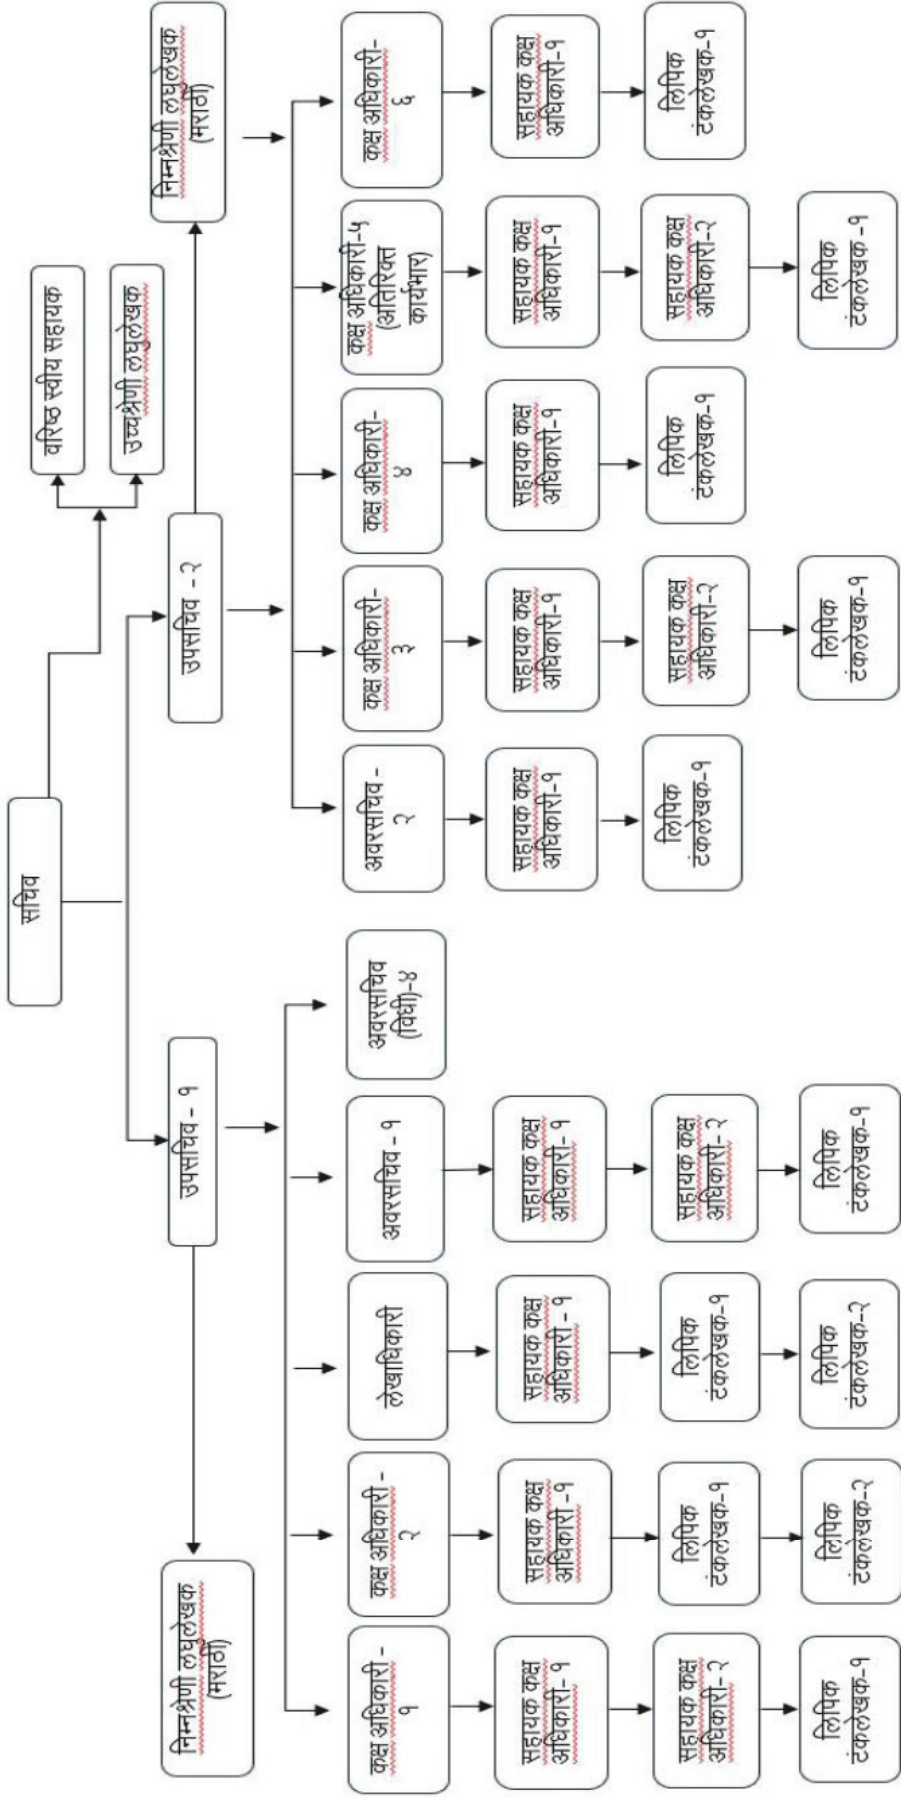 सचिव
वरिष्ठ स्वीय सहायक
उच्चश्रेणी लघुलेखक
उपसचिव - १
उपसचिव - २
निम्नश्रेणी लघुलेखक
(मराठी)
निम्नश्रेणी लघुलेखक
(मराठी)
कक्ष अधिकारी -
१
कक्ष अधिकारी -
२
लेखाधिकारी
अवरसचिव - १
अवरसचिव
(विधी)-४
अवरसचिव -
२
कक्ष अधिकारी-
३
कक्ष अधिकारी-
४
कक्ष अधिकारी-५
(अतिरिक्त
कार्यभार)
कक्ष अधिकारी-
६
सहायक कक्ष
अधिकारी- १
सहायक कक्ष
अधिकारी -१
सहायक कक्ष
अधिकारी - १
सहायक कक्ष
अधिकारी- १
सहायक कक्ष
अधिकारी-१
सहायक कक्ष
अधिकारी-१
सहायक कक्ष
अधिकारी-१
सहायक कक्ष
अधिकारी-१
सहायक कक्ष
अधिकारी-१
सहायक कक्ष
अधिकारी- २
लिपिक
टंकलेखक-१
लिपिक
टंकलेखक-१
सहायक कक्ष
अधिकारी- २
लिपिक
टंकलेखक-१
सहायक कक्ष
अधिकारी-२
लिपिक
टंकलेखक-१
सहायक कक्ष
अधिकारी-२
लिपिक
टंकलेखक-१
लिपिक
टंकलेखक-१
लिपिक
टंकलेखक-२
लिपिक
टंकलेखक-२
लिपिक
टंकलेखक-१
लिपिक
टंकलेखक-१
लिपिक
टंकलेखक -१